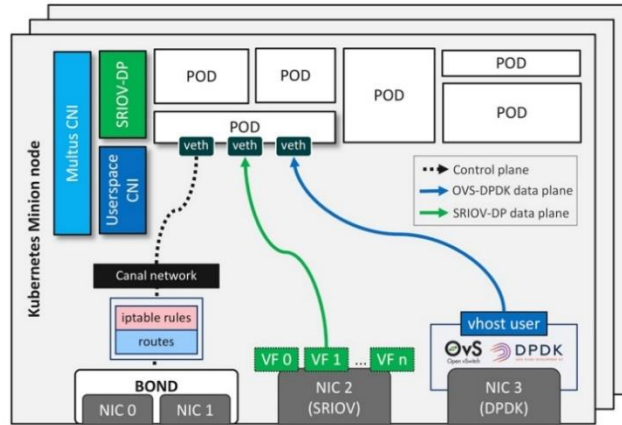 Kubernetes Minion node
Multus CNI
SRIOV-DP
Userspace
CNI
POD
POD
POD
POD
POD
POD
veth
veth
veth
Control plane
OVS-DPDK data plane
SRIOV-DP data plane
Canal network
iptable rules
routes
BOND
NIC 0
NIC 1
VF 0
VF 1
...
VF n
NIC 2
(SRIOV)
vhost user
OvS
Open vSwitch
DPDK
NIC 3
(DPDK)